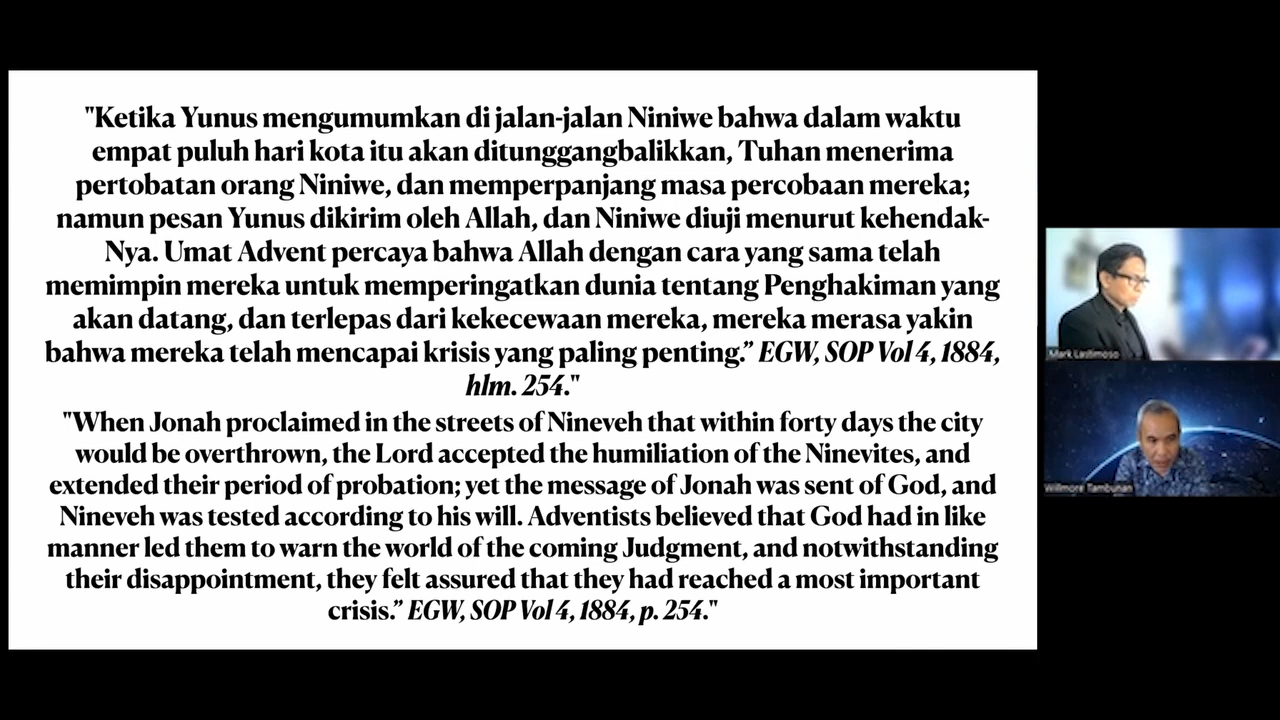 "Ketika Yunus mengumumkan di jalan-jalan Niniwe bahwa dalam waktu
empat puluh hari kota itu akan ditunggangbalikkan, Tuhan menerima
pertobatan orang Niniwe, dan memperpanjang masa percobaan mereka;
namun pesan Yunus dikirim oleh Allah, dan Niniwe diuji menurut kehendak-
Nya. Umat Advent percaya bahwa Allah dengan cara yang sama telah
memimpin mereka untuk memperingatkan dunia tentang Penghakiman yang
akan datang, dan terlepas dari kekecewaan mereka, mereka merasa yakin
bahwa mereka telah mencapai krisis yang paling penting.” EGW, SOP Vol 4, 1884,
hlm. 254."
"When Jonah proclaimed in the streets of Nineveh that within forty days the city
would be overthrown, the Lord accepted the humiliation of the Ninevites, and
extended their period of probation; yet the message of Jonah was sent of God, and
Nineveh was tested according to his will. Adventists believed that God had in like
manner led them to warn the world of the coming Judgment, and notwithstanding
their disappointment, they felt assured that they had reached a most important
crisis.” EGW, SOP Vol 4, 1884, p. 254."
Mark Lastimoso
Willmore Tambunan